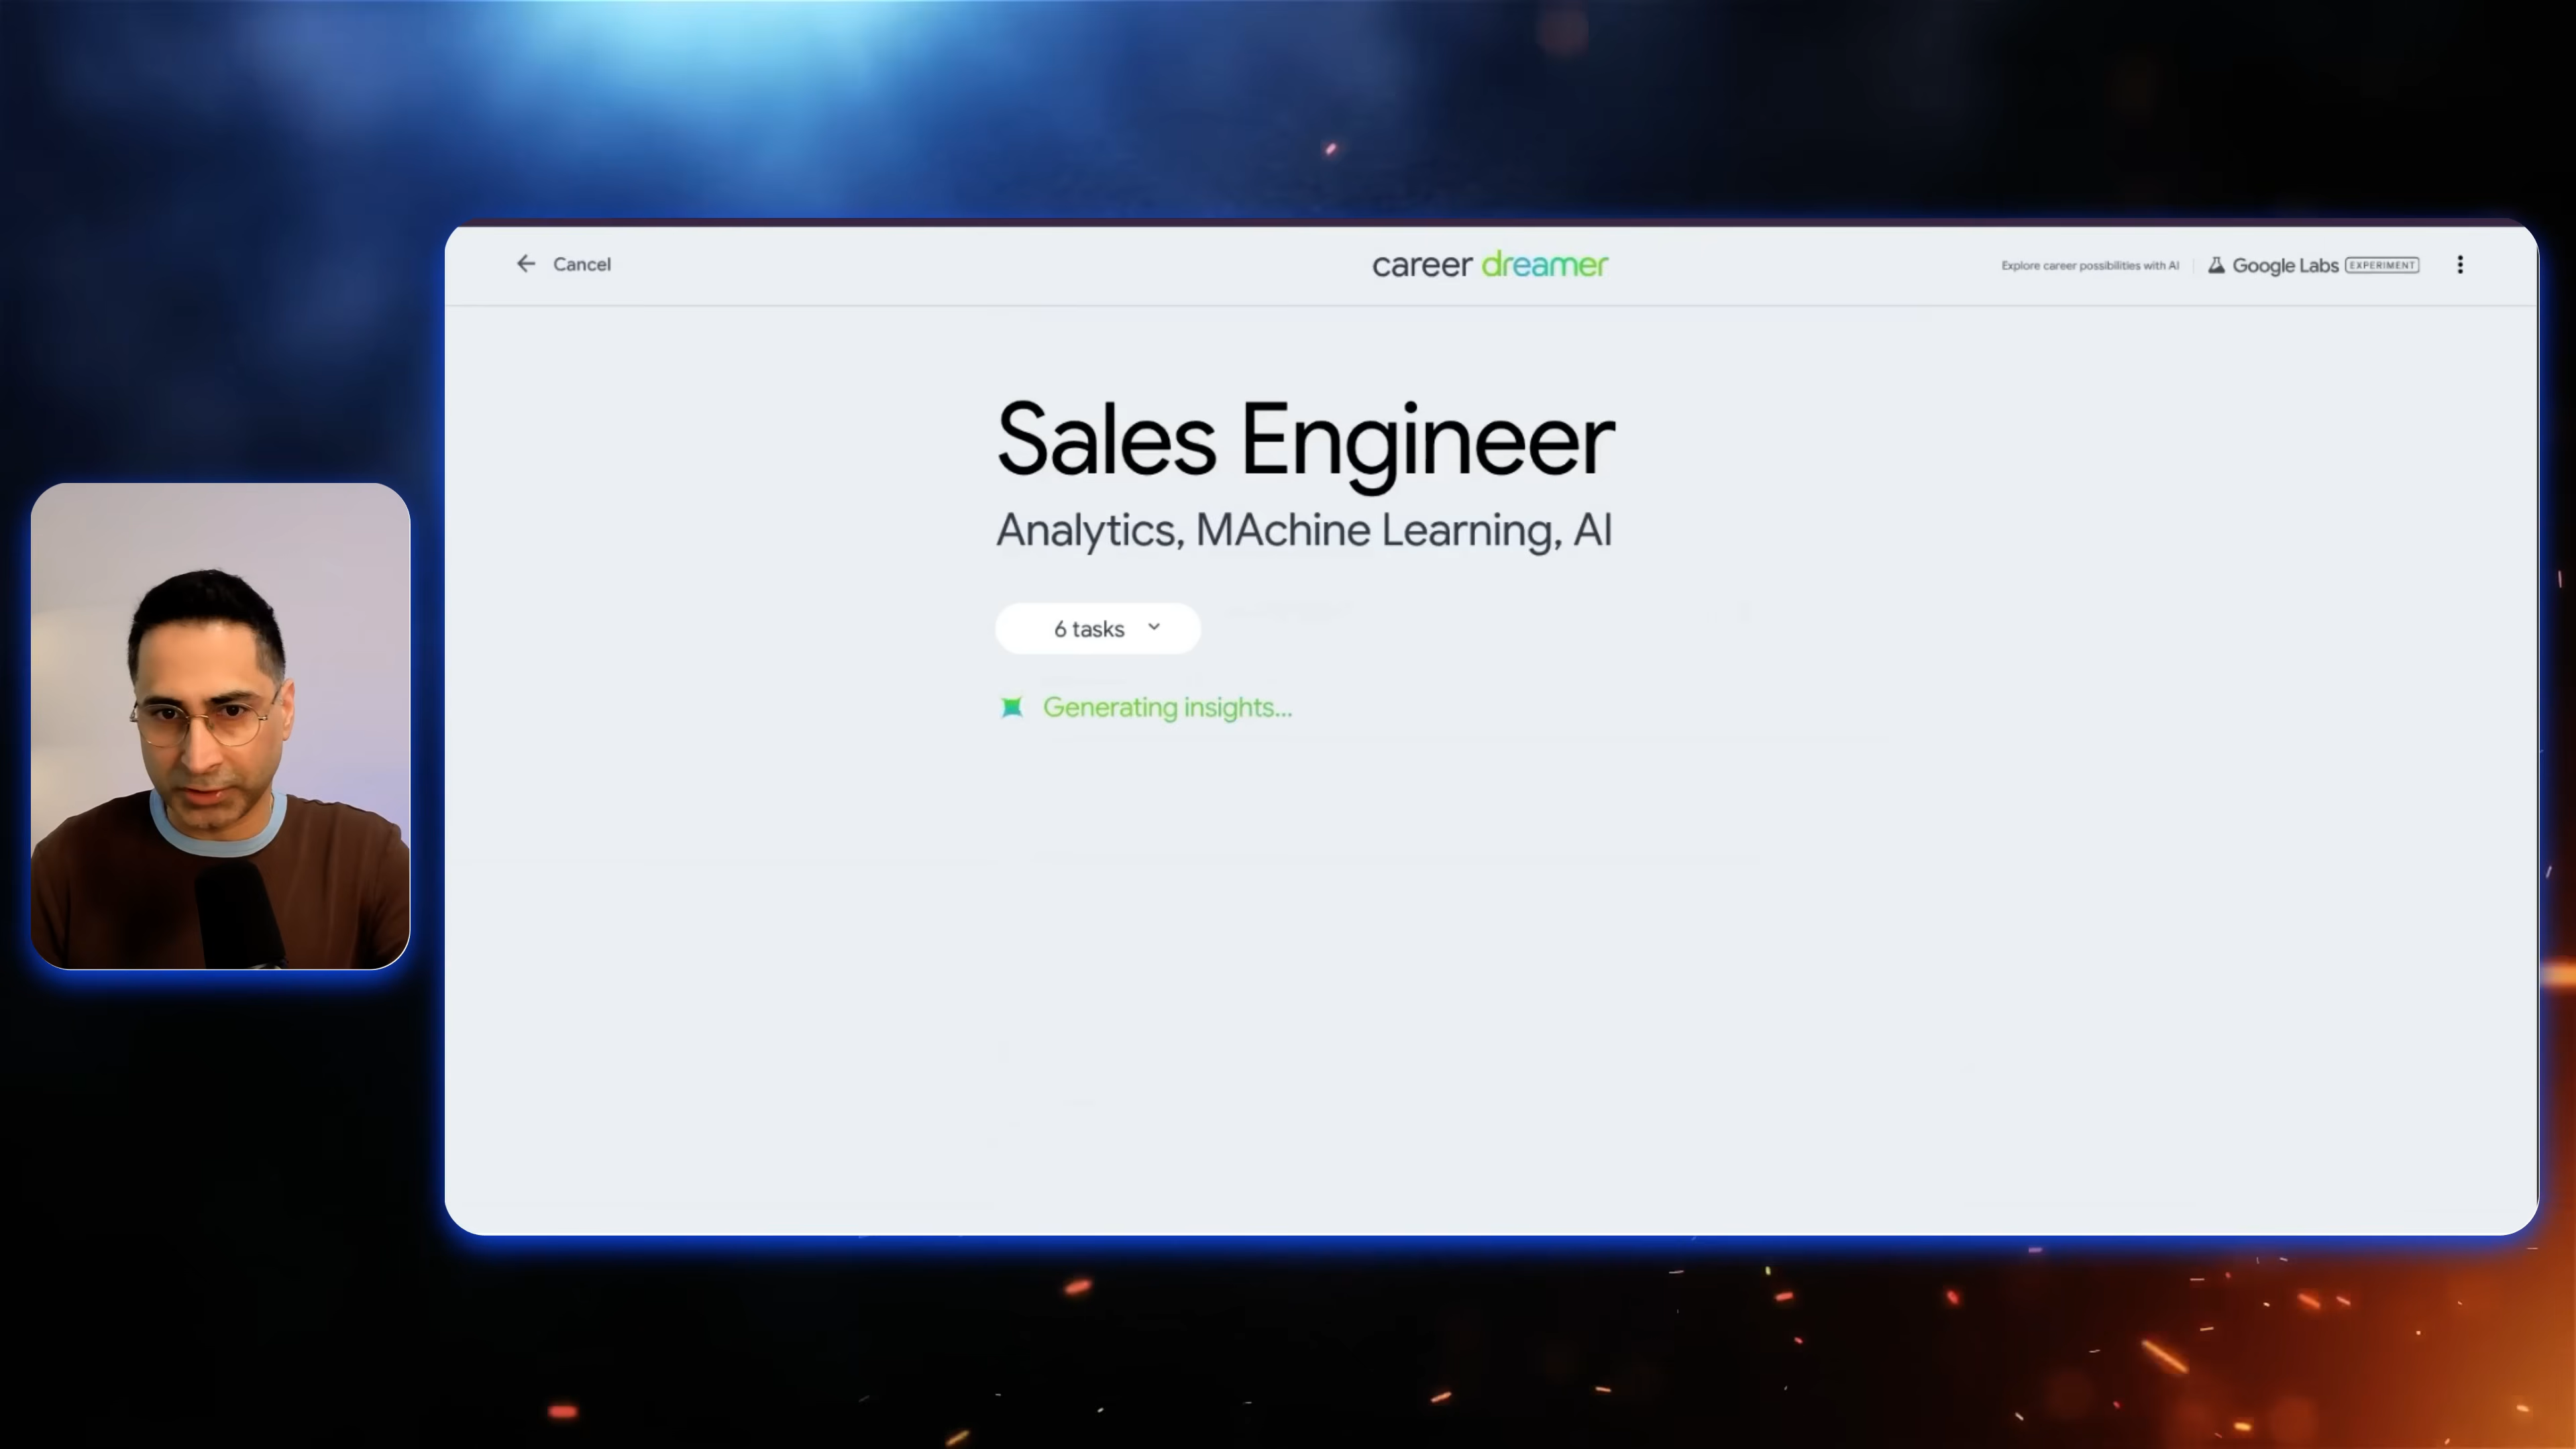 Cancel
career dreamer
Explore career possibilities with AI
Google Labs EXPERIMENT
Sales Engineer
Analytics, MAchine Learning, AI
6 tasks
Generating insights...